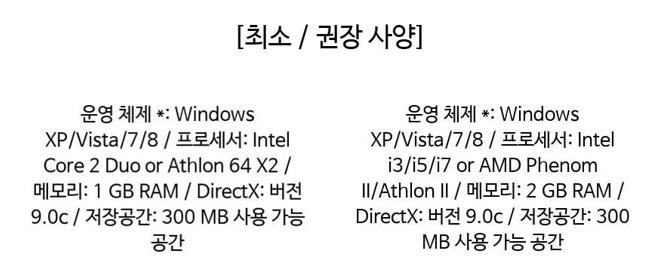 [최소 / 권장 사양]
운영 체제 *: Windows
XP/Vista/7/8 / 프로세서: Intel
Core 2 Duo or Athlon 64 X2 /
메모리: 1 GB RAM / DirectX: 버전
9.0c / 저장공간: 300 MB 사용 가능
공간
운영 체제 *: Windows
XP/Vista/7/8 / 프로세서: Intel
i3/i5/i7 or AMD Phenom
II/Athlon II / 메모리: 2 GB RAM /
DirectX: 버전 9.0c / 저장공간: 300
MB 사용 가능 공간